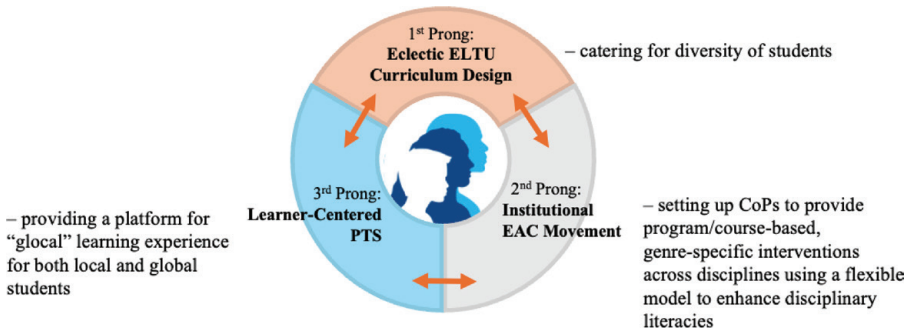 1st Prong:
Eclectic ELTU
Curriculum Design
– catering for diversity of students
2nd Prong:
Institutional
EAC Movement
– setting up CoPs to provide
program/course-based,
genre-specific interventions
across disciplines using a flexible
model to enhance disciplinary
literacies
3rd Prong:
Learner-Centered
PTS
– providing a platform for
“glocal” learning experience
for both local and global
students